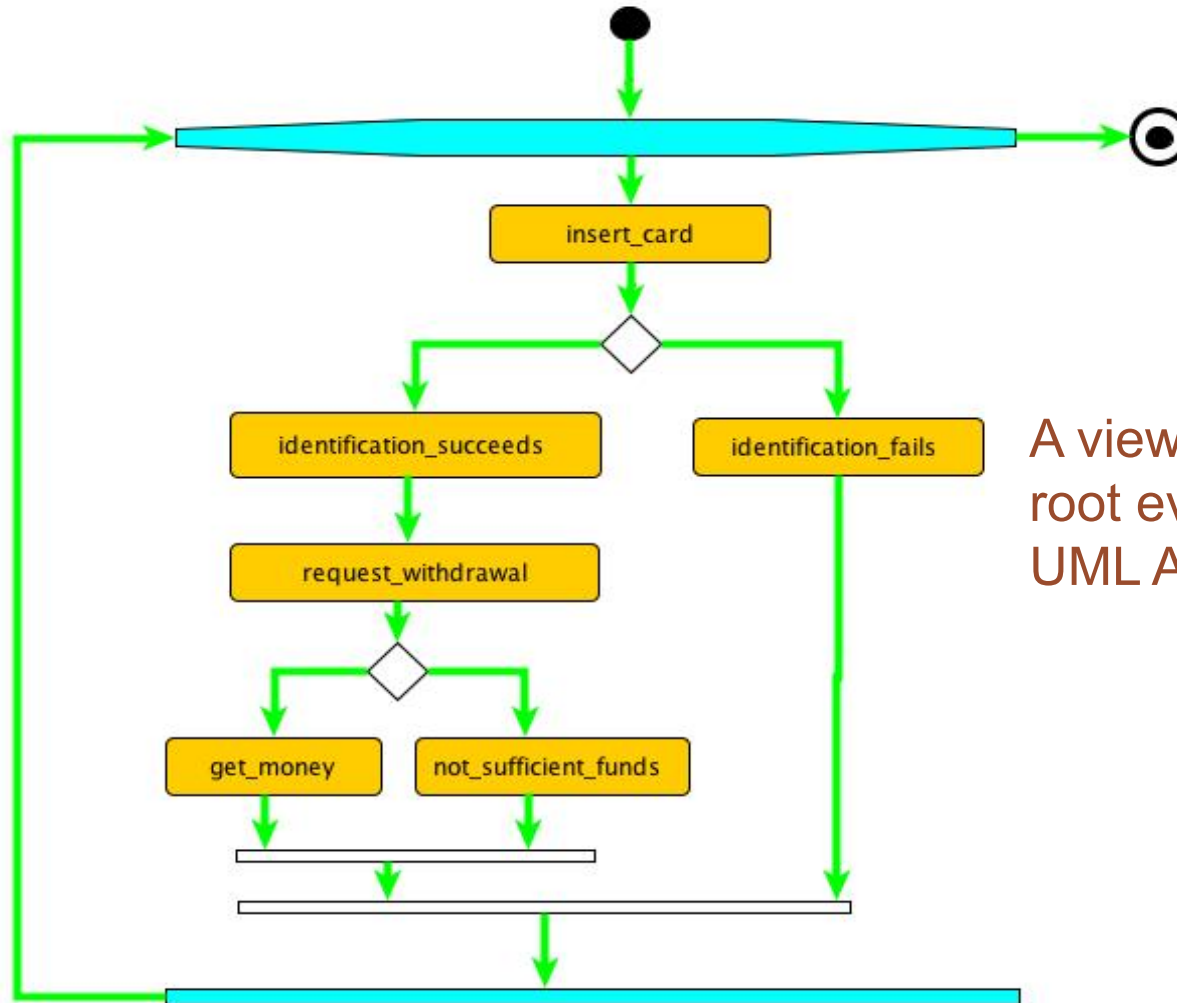 insert_card
identification_succeeds
identification_fails
A view
root ev
UML A
request_withdrawal
get_money
not_sufficient_funds